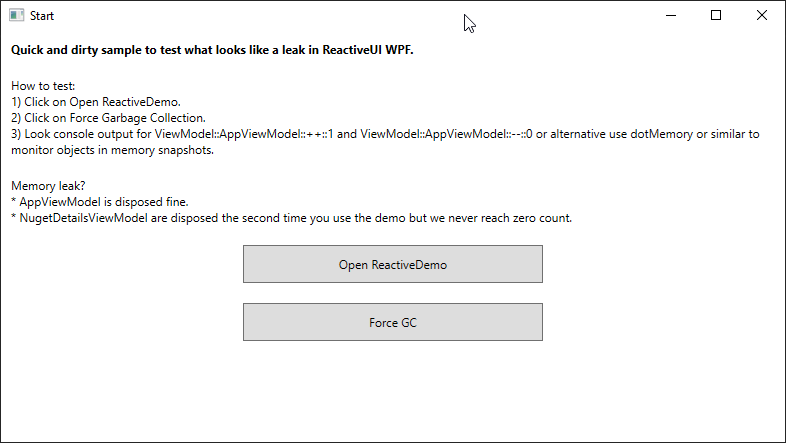 Start
Quick and dirty sample to test what looks like a leak in ReactiveUI WPF.
How to test:
1) Click on Open ReactiveDemo.
2) Click on Force Garbage Collection.
3) Look console output for ViewModel::AppViewModel::++::1 and ViewModel::AppViewModel::--::0 or alternative use dotMemory or similar to
monitor objects in memory snapshots.
Memory leak?
* AppViewModel is disposed fine.
* NugetDetailsViewModel are disposed the second time you use the demo but we never reach zero count.
Open ReactiveDemo
Force GC